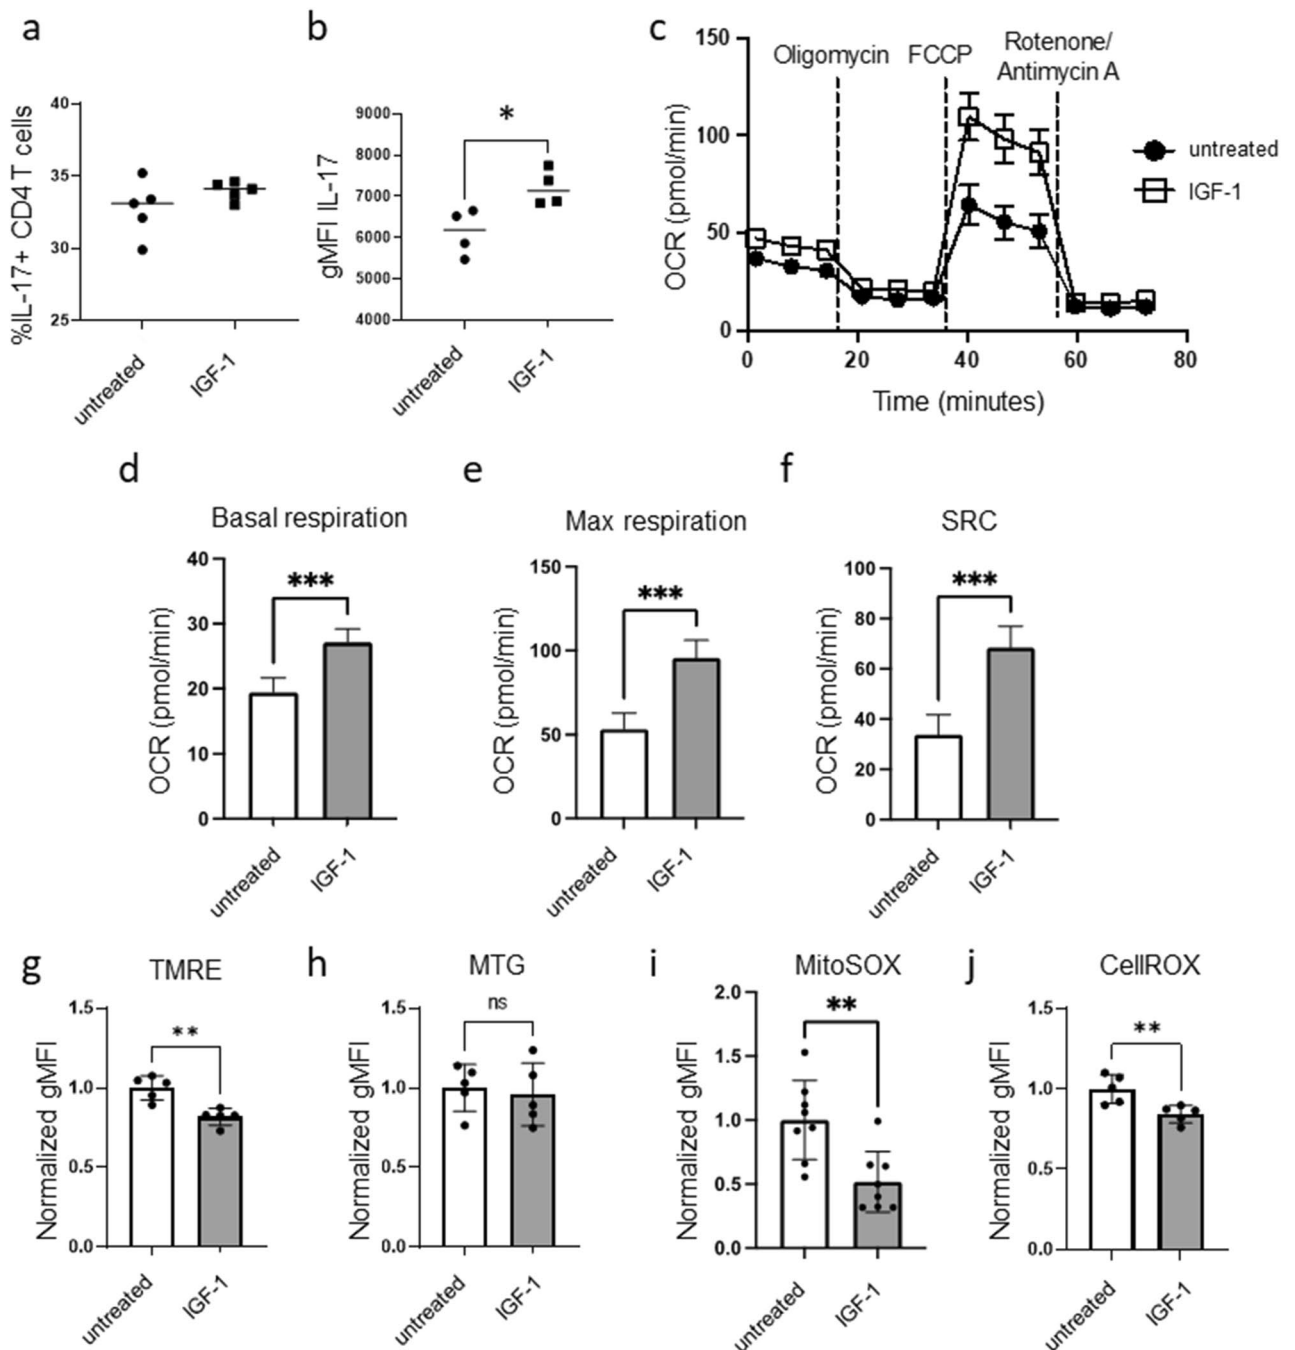 a
%IL-17+ CD4 T cells
40
35
30
25
untreated
IGF-1
b
gMFI IL-17
9000
8000
7000
6000
5000
4000
*
untreated
IGF-1
c
OCR (pmol/min)
150
100
50
0
Oligomycin
FCCP
Rotenone/
Antimycin A
untreated
IGF-1
0
20
40
60
80
Time (minutes)
d
Basal respiration
OCR (pmol/min)
40
30
20
10
0
***
untreated
IGF-1
e
Max respiration
OCR (pmol/min)
150
100
50
0
***
untreated
IGF-1
f
SRC
OCR (pmol/min)
100
80
60
40
20
0
***
untreated
IGF-1
g
TMRE
Normalized gMFI
1.5
1.0
0.5
0.0
**
untreated
IGF-1
h
MTG
Normalized gMFI
1.5
1.0
0.5
0.0
ns
untreated
IGF-1
i
MitoSOX
Normalized gMFI
2.0
1.5
1.0
0.5
0.0
**
untreated
IGF-1
j
CellROX
Normalized gMFI
1.5
1.0
0.5
0.0
**
untreated
IGF-1